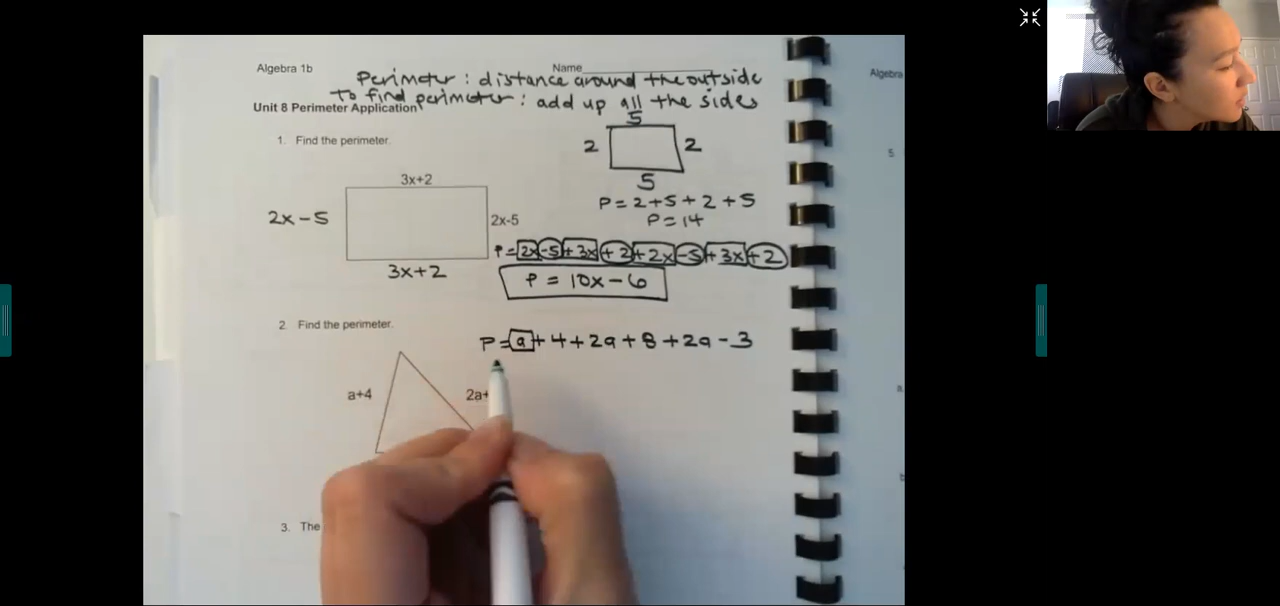 Algebra 1b
Name
Perimeter: distance around the outside
To find perimeter: add up all the sides
Unit 8 Perimeter Application
1. Find the perimeter.
5
2
2
5
P=2+5+2+5
P=14
3x+2
2x-5
2x-5
3x+2
P=2x-5+3x+2+2x-5+3x+2
P=10x-6
2. Find the perimeter.
P=a+4+2a+8+2a-3
a+4
2a+
3. The
Algebra
5
a.